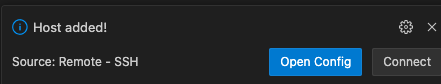 Host added!
Source: Remote - SSH
Open Config
Connect